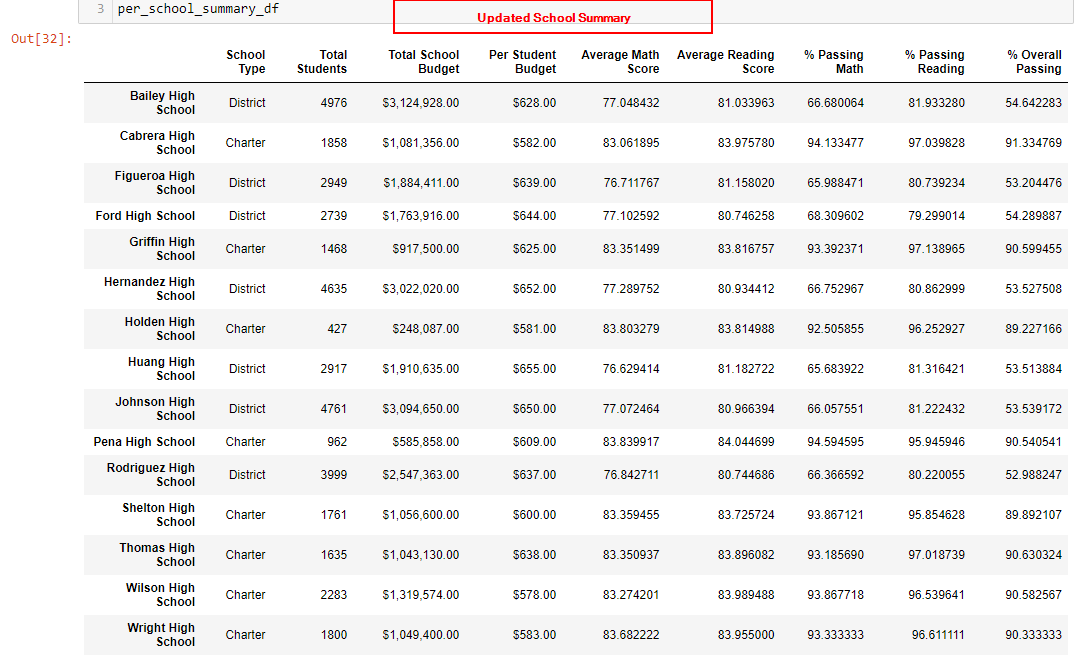 3 per_school_summary_df
Updated School Summary
Out[32]:
School Total Total School Per Student Average Math Average Reading % Passing % Passing % Overall
Type Students Budget Budget Score Score Math Reading Passing
Bailey High
School District 4976 $3,124,928.00 $628.00 77.048432 81.033963 66.680064 81.933280 54.642283
Cabrera High
School Charter 1858 $1,081,356.00 $582.00 83.061895 83.975780 94.133477 97.039828 91.334769
Figueroa High
School District 2949 $1,884,411.00 $639.00 76.711767 81.158020 65.988471 80.739234 53.204476
Ford High School District 2739 $1,763,916.00 $644.00 77.102592 80.746258 68.309602 79.299014 54.289887
Griffin High
School Charter 1468 $917,500.00 $625.00 83.351499 83.816757 93.392371 97.138965 90.599455
Hernandez High
School District 4635 $3,022,020.00 $652.00 77.289752 80.934412 66.752967 80.862999 53.527508
Holden High
School Charter 427 $248,087.00 $581.00 83.803279 83.814988 92.505855 96.252927 89.227166
Huang High
School District 2917 $1,910,635.00 $655.00 76.629414 81.182722 65.683922 81.316421 53.513884
Johnson High
School District 4761 $3,094,650.00 $650.00 77.072464 80.966394 66.057551 81.222432 53.539172
Pena High School Charter 962 $585,858.00 $609.00 83.839917 84.044699 94.594595 95.945946 90.540541
Rodriguez High
School District 3999 $2,547,363.00 $637.00 76.842711 80.744686 66.366592 80.220055 52.988247
Shelton High
School Charter 1761 $1,056,600.00 $600.00 83.359455 83.725724 93.867121 95.854628 89.892107
Thomas High
School Charter 1635 $1,043,130.00 $638.00 83.350937 83.896082 93.185690 97.018739 90.630324
Wilson High
School Charter 2283 $1,319,574.00 $578.00 83.274201 83.989488 93.867718 96.539641 90.582567
Wright High
School Charter 1800 $1,049,400.00 $583.00 83.682222 83.955000 93.333333 96.611111 90.333333